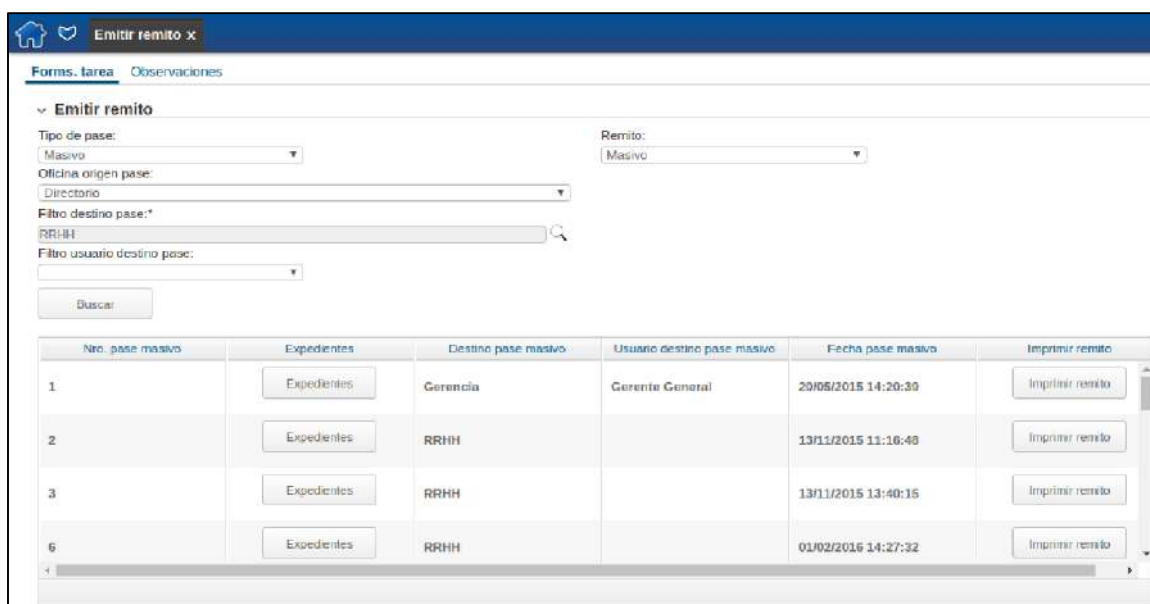 Emitir remito x
Forms. tarea Observaciones
Emitir remito
Tipo de pase: Remito:
Masivo Masivo
Oficina origen pase:
Directorio
Filtro destino pase:*
RRHH
Filtro usuario destino pase:
Buscar
Nro. pase masivo Expedientes Destino pase masivo Usuario destino pase masivo Fecha pase masivo Imprimir remito
1 Expedientes Gerencia Gerente General 20/05/2015 14:20:39 Imprimir remito
2 Expedientes RRHH 13/11/2015 11:16:48 Imprimir remito
3 Expedientes RRHH 13/11/2015 13:40:15 Imprimir remito
6 Expedientes RRHH 01/02/2016 14:27:32 Imprimir remito